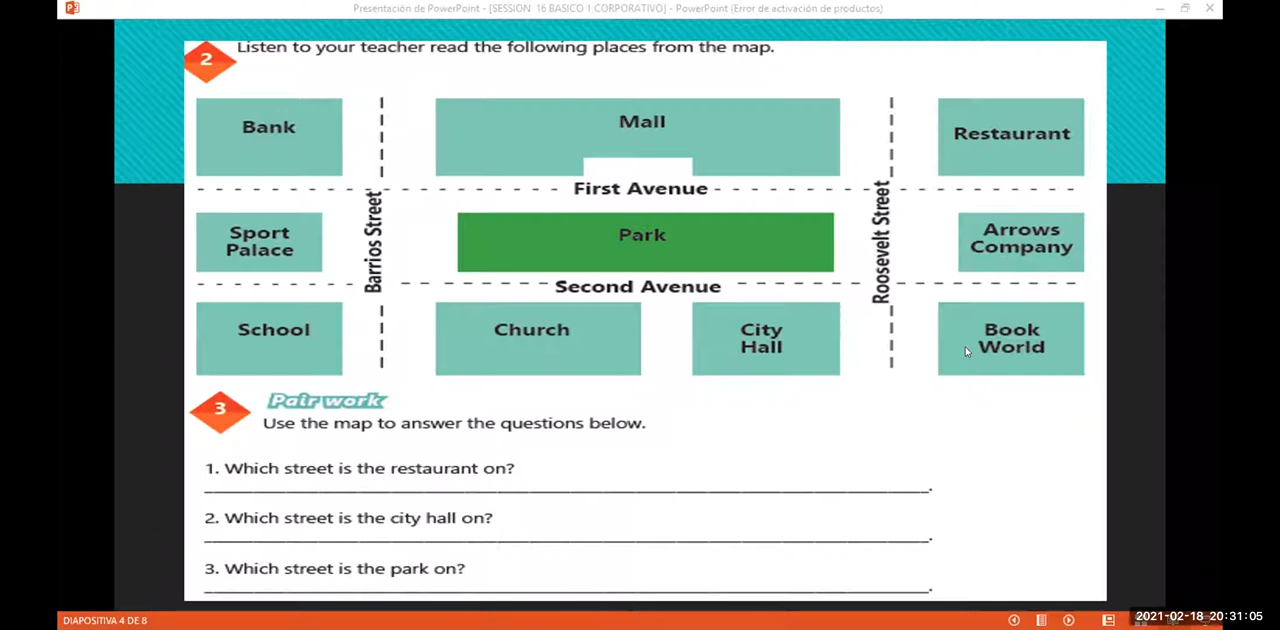 Presentación de PowerPoint - [SESSION 16 BASICO 1 CORPORATIVO] - PowerPoint (Error de activación de productos)
2 Listen to your teacher read the following places from the map.
Bank
Mall
Restaurant
First Avenue
Barrios Street
Roosevelt Street
Sport
Palace
Park
Arrows
Company
Second Avenue
School
Church
City
Hall
Book
World
3 Pair work
Use the map to answer the questions below.
1. Which street is the restaurant on?
2. Which street is the city hall on?
3. Which street is the park on?
DIAPOSITIVA 4 DE 8
2021-02-18 20:31:05